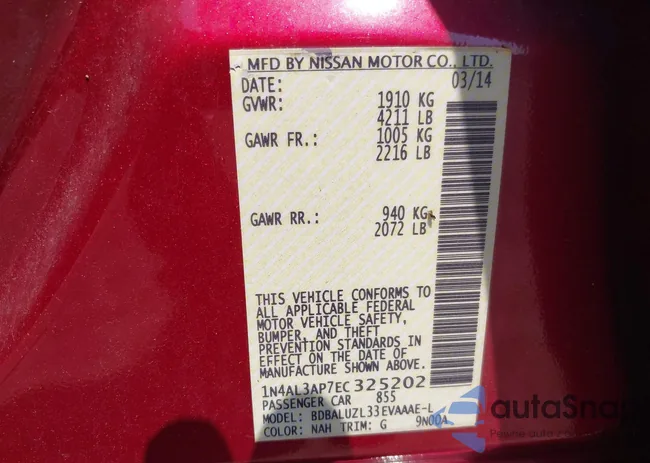 MFD BY NISSAN MOTOR CO., LTD.
DATE: 03/14
GVWR: 1910 KG
4211 LB
GAWR FR.: 1005 KG
2216 LB
GAWR RR.: 940 KG
2072 LB
THIS VEHICLE CONFORMS TO
ALL APPLICABLE FEDERAL
MOTOR VEHICLE SAFETY,
BUMPER, AND THEFT
PREVENTION STANDARDS IN
EFFECT ON THE DATE OF
MANUFACTURE SHOWN ABOVE.
1N4AL3AP7EC325202
PASSENGER CAR 855
MODEL: BDBALUZL33EVAAAE-L
COLOR: NAH TRIM: G 9N00A
autaSnap